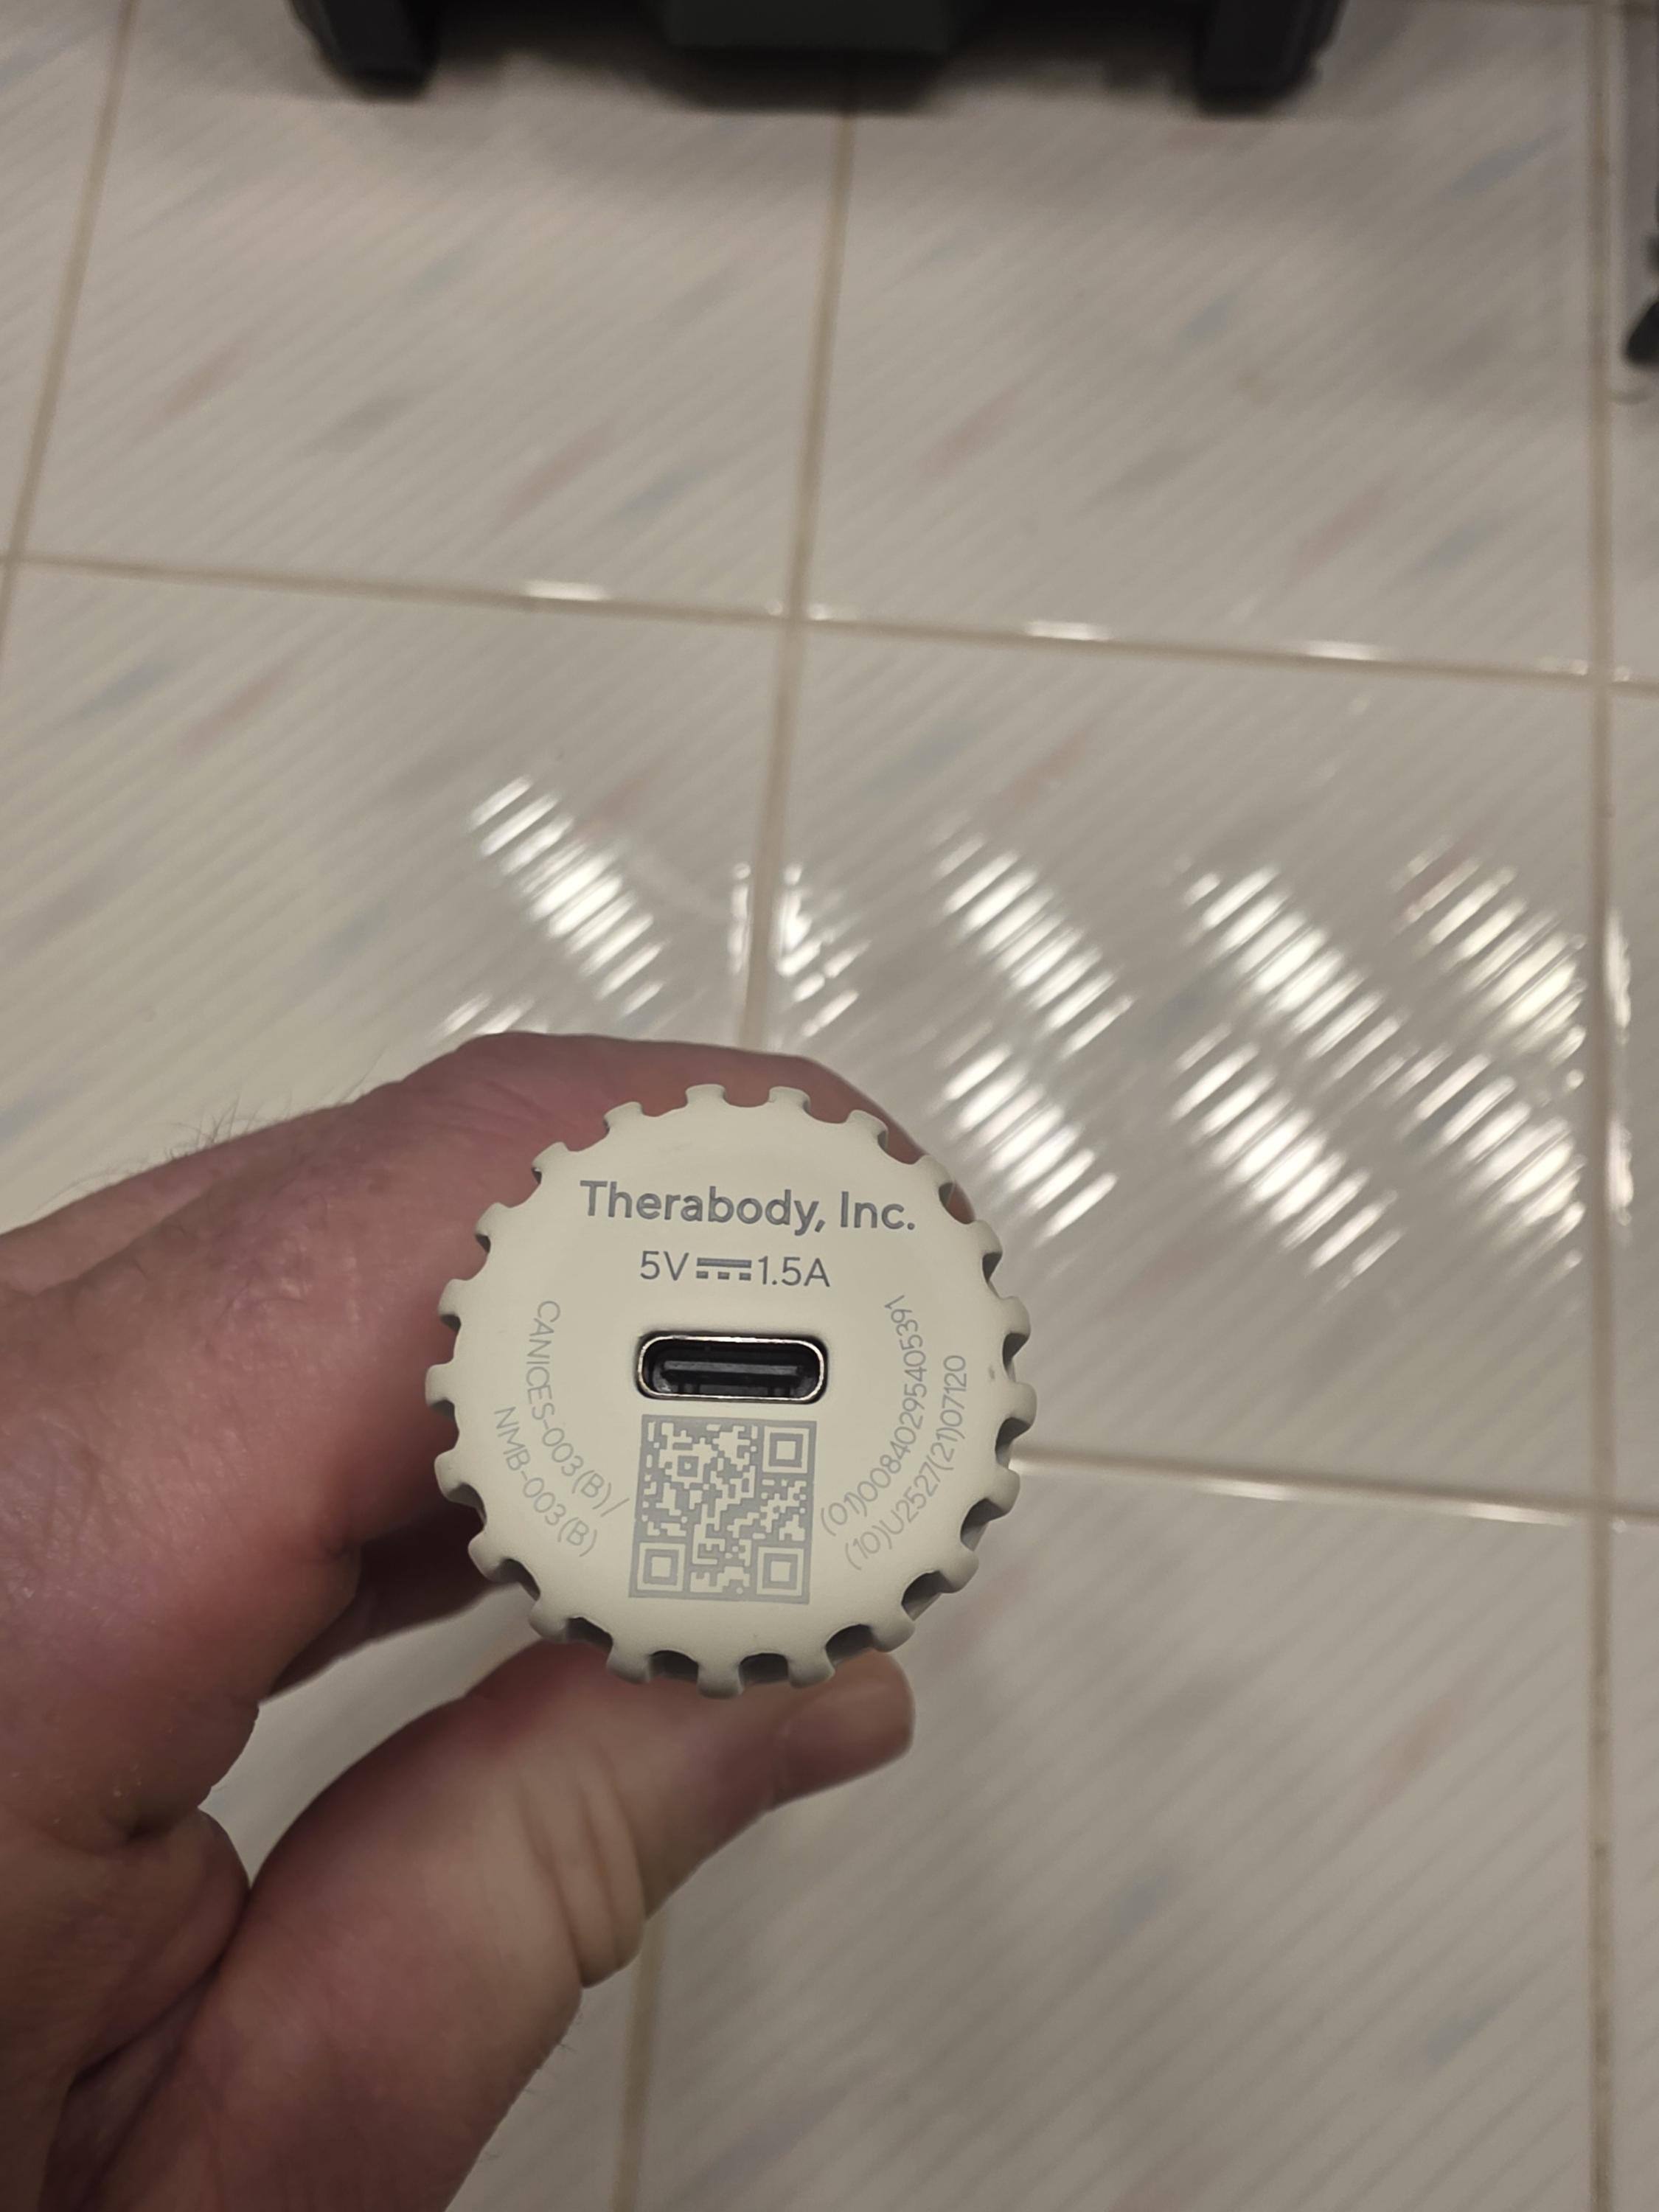 Therabody, Inc.
5V⎓1.5A
CANICES-003(B)/
NMB-003(B)
(01)00840295405391
(10)U2527(21)07120